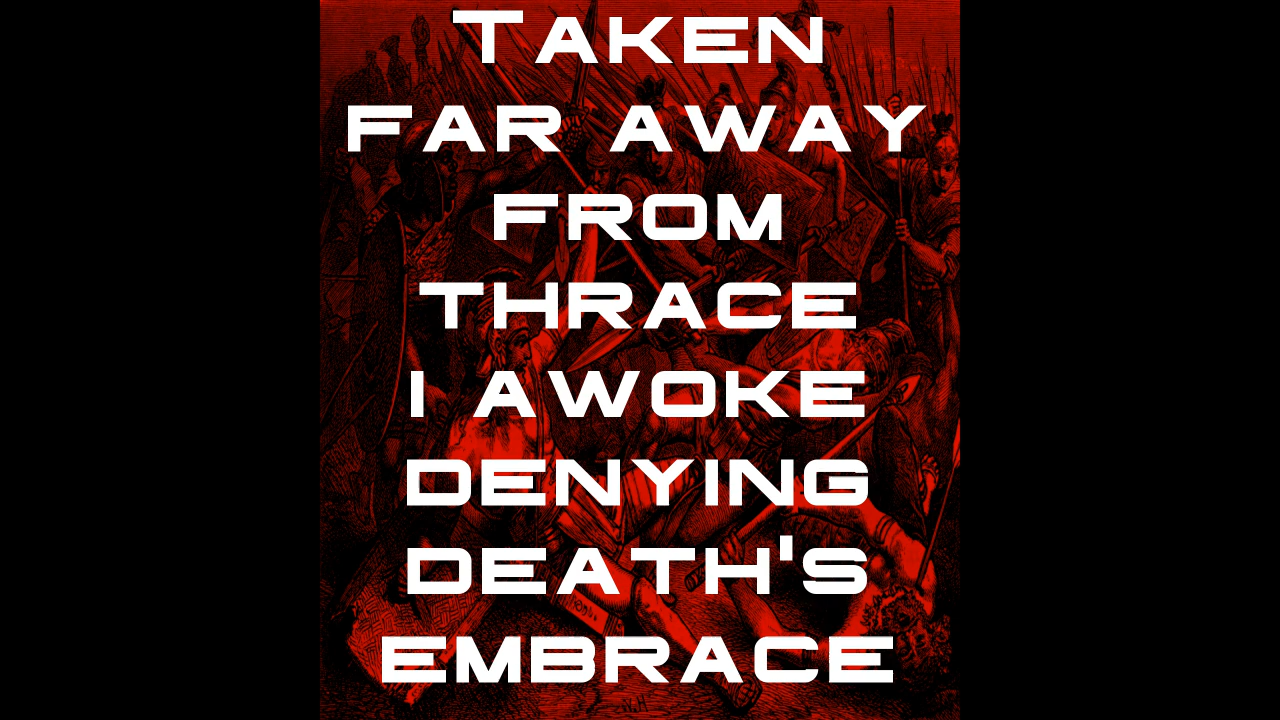 Taken
far away
from
Thrace
I awoke
denying
death's
embrace